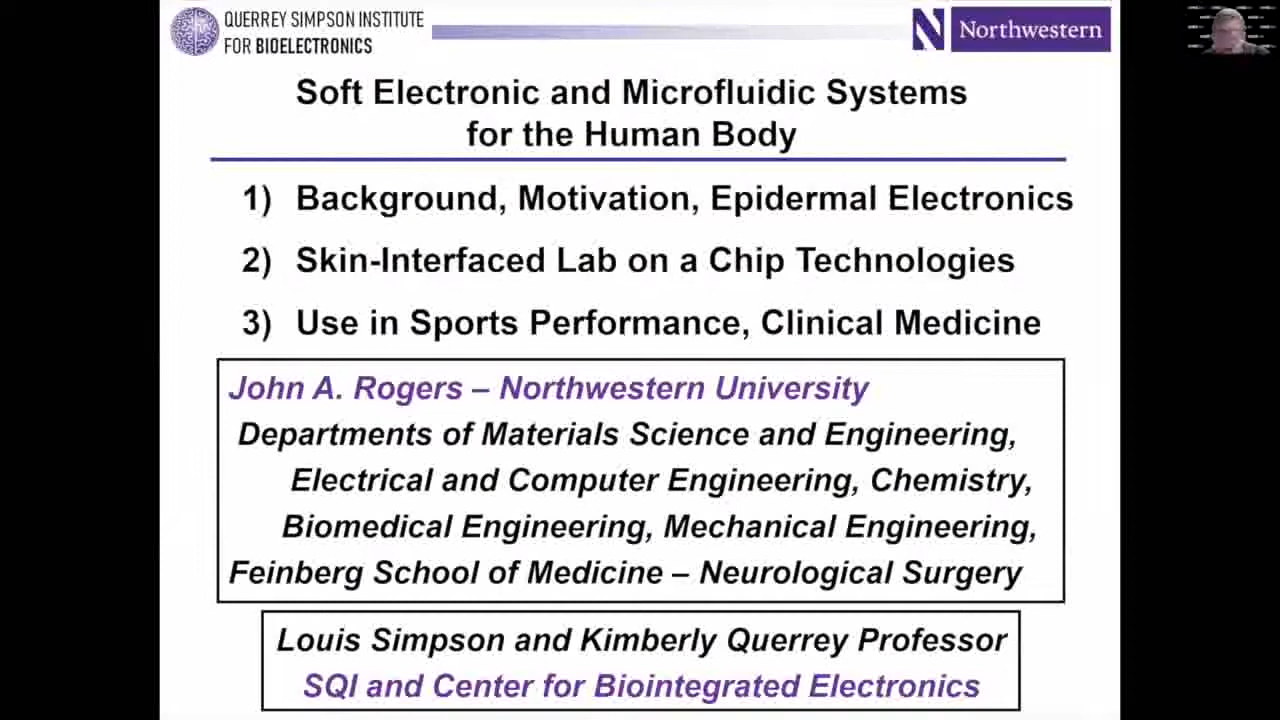 QUERREY SIMPSON INSTITUTE
FOR BIOELECTRONICS
N Northwestern
Soft Electronic and Microfluidic Systems
for the Human Body
1) Background, Motivation, Epidermal Electronics
2) Skin-Interfaced Lab on a Chip Technologies
3) Use in Sports Performance, Clinical Medicine
John A. Rogers – Northwestern University
Departments of Materials Science and Engineering,
Electrical and Computer Engineering, Chemistry,
Biomedical Engineering, Mechanical Engineering,
Feinberg School of Medicine – Neurological Surgery
Louis Simpson and Kimberly Querrey Professor
SQI and Center for Biointegrated Electronics